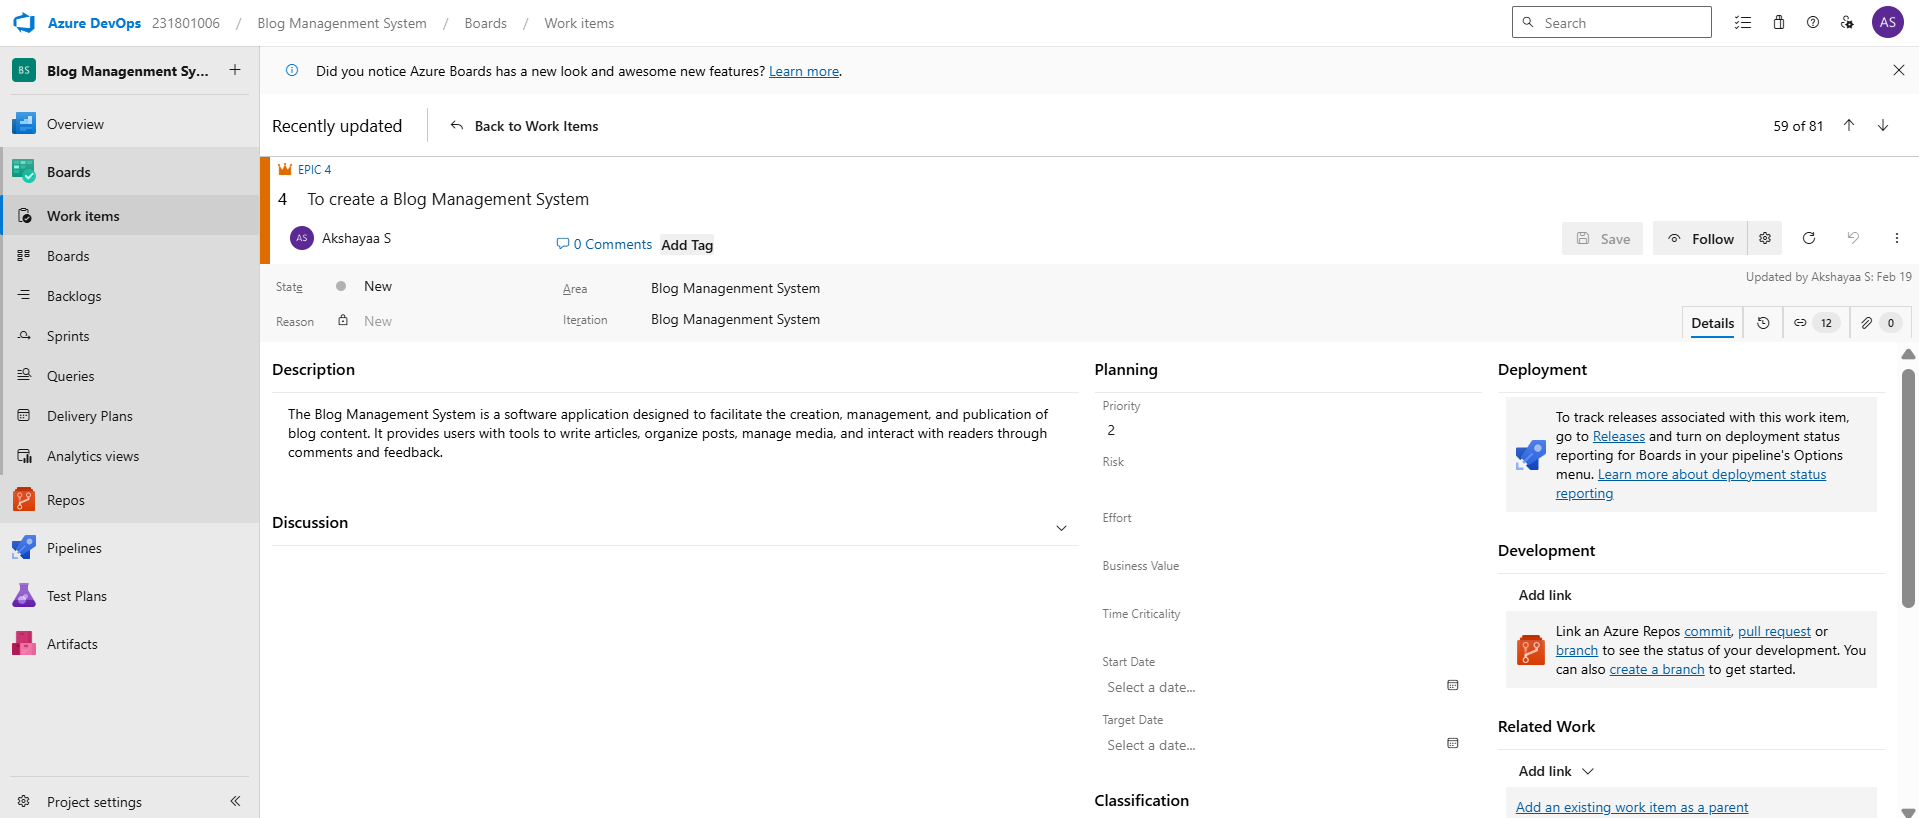 Azure DevOps 231801006 / Blog Managenment System / Boards / Work items
Search
AS
BS Blog Managenment Sy...
Did you notice Azure Boards has a new look and awesome new features? Learn more.
Overview
Boards
Work items
Boards
Backlogs
Sprints
Queries
Delivery Plans
Analytics views
Repos
Pipelines
Test Plans
Artifacts
Project settings
Recently updated
Back to Work Items
59 of 81
EPIC 4
4 To create a Blog Management System
AS Akshayaa S
0 Comments
Add Tag
Save
Follow
State New
Area Blog Managenment System
Updated by Akshayaa S: Feb 19
Reason New
Iteration Blog Managenment System
Details
12
0
Description
The Blog Management System is a software application designed to facilitate the creation, management, and publication of
blog content. It provides users with tools to write articles, organize posts, manage media, and interact with readers through
comments and feedback.
Discussion
Planning
Priority
2
Risk
Effort
Business Value
Time Criticality
Start Date
Select a date...
Target Date
Select a date...
Classification
Deployment
To track releases associated with this work item,
go to Releases and turn on deployment status
reporting for Boards in your pipeline's Options
menu. Learn more about deployment status
reporting
Development
Add link
Link an Azure Repos commit, pull request or
branch to see the status of your development. You
can also create a branch to get started.
Related Work
Add link
Add an existing work item as a parent